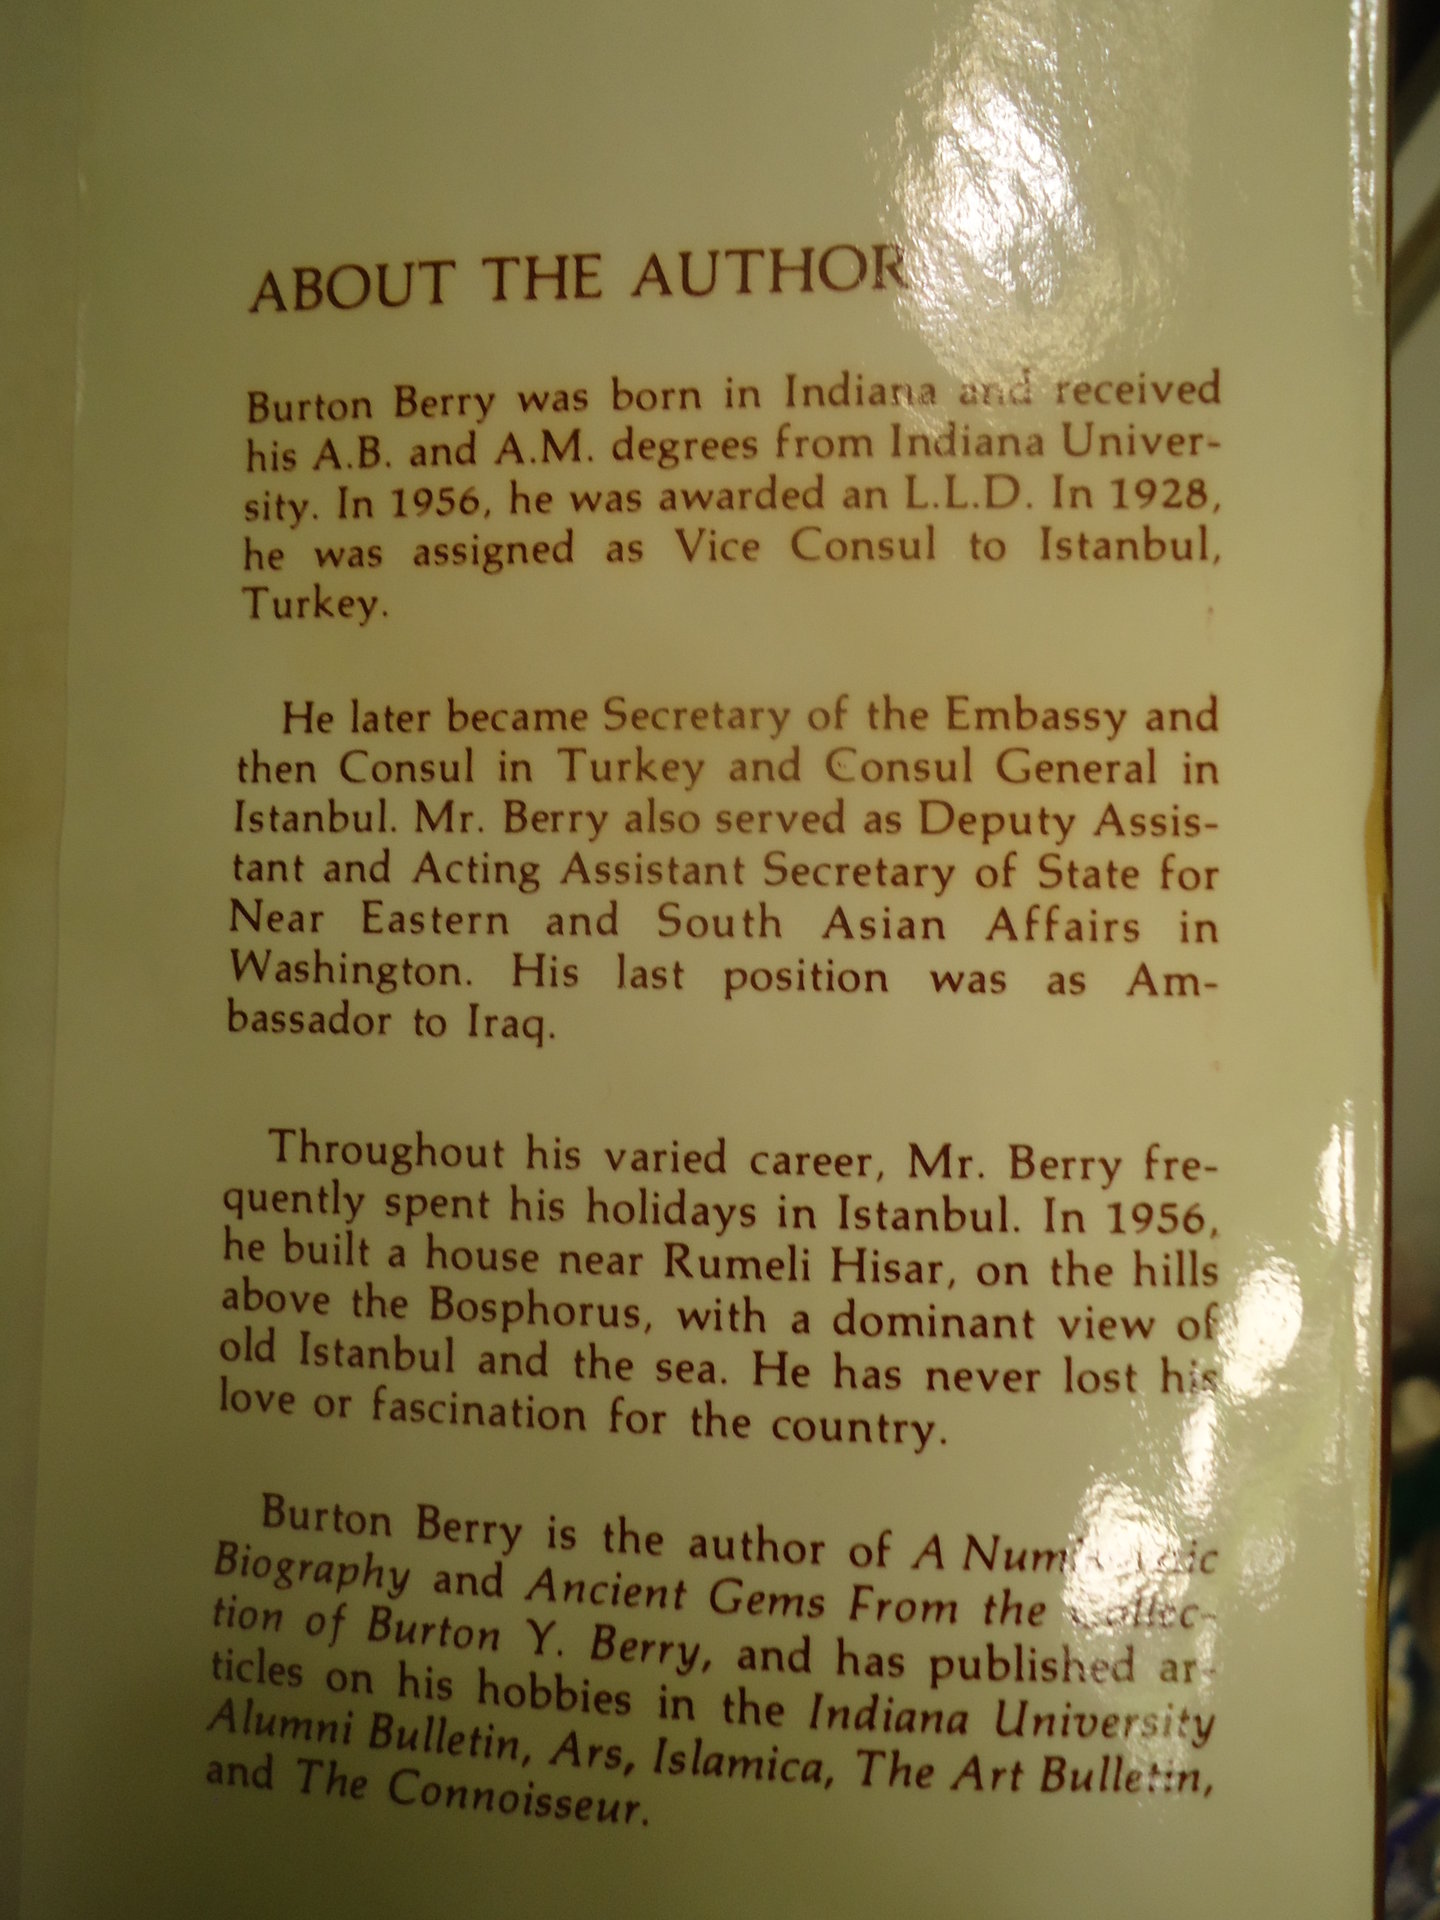 ABOUT THE AUTHOR
Burton Berry was born in Indiana and received
his A.B. and A.M. degrees from Indiana Univer-
sity. In 1956, he was awarded an L.L.D. In 1928,
he was assigned as Vice Consul to Istanbul,
Turkey.
He later became Secretary of the Embassy and
then Consul in Turkey and Consul General in
Istanbul. Mr. Berry also served as Deputy Assis-
tant and Acting Assistant Secretary of State for
Near Eastern and South Asian Affairs in
Washington. His last position was as Am-
bassador to Iraq.
Throughout his varied career, Mr. Berry fre-
quently spent his holidays in Istanbul. In 1956,
he built a house near Rumeli Hisar, on the hills
above the Bosphorus, with a dominant view of
old Istanbul and the sea. He has never lost his
love or fascination for the country.
Burton Berry is the author of A
Biography and Ancient Gems From the Collec-
tion of Burton Y. Berry, and has published ar-
ticles on his hobbies in the Indiana University
Alumni Bulletin, Ars, Islamica, The Art Bulletin,
and The Connoisseur.